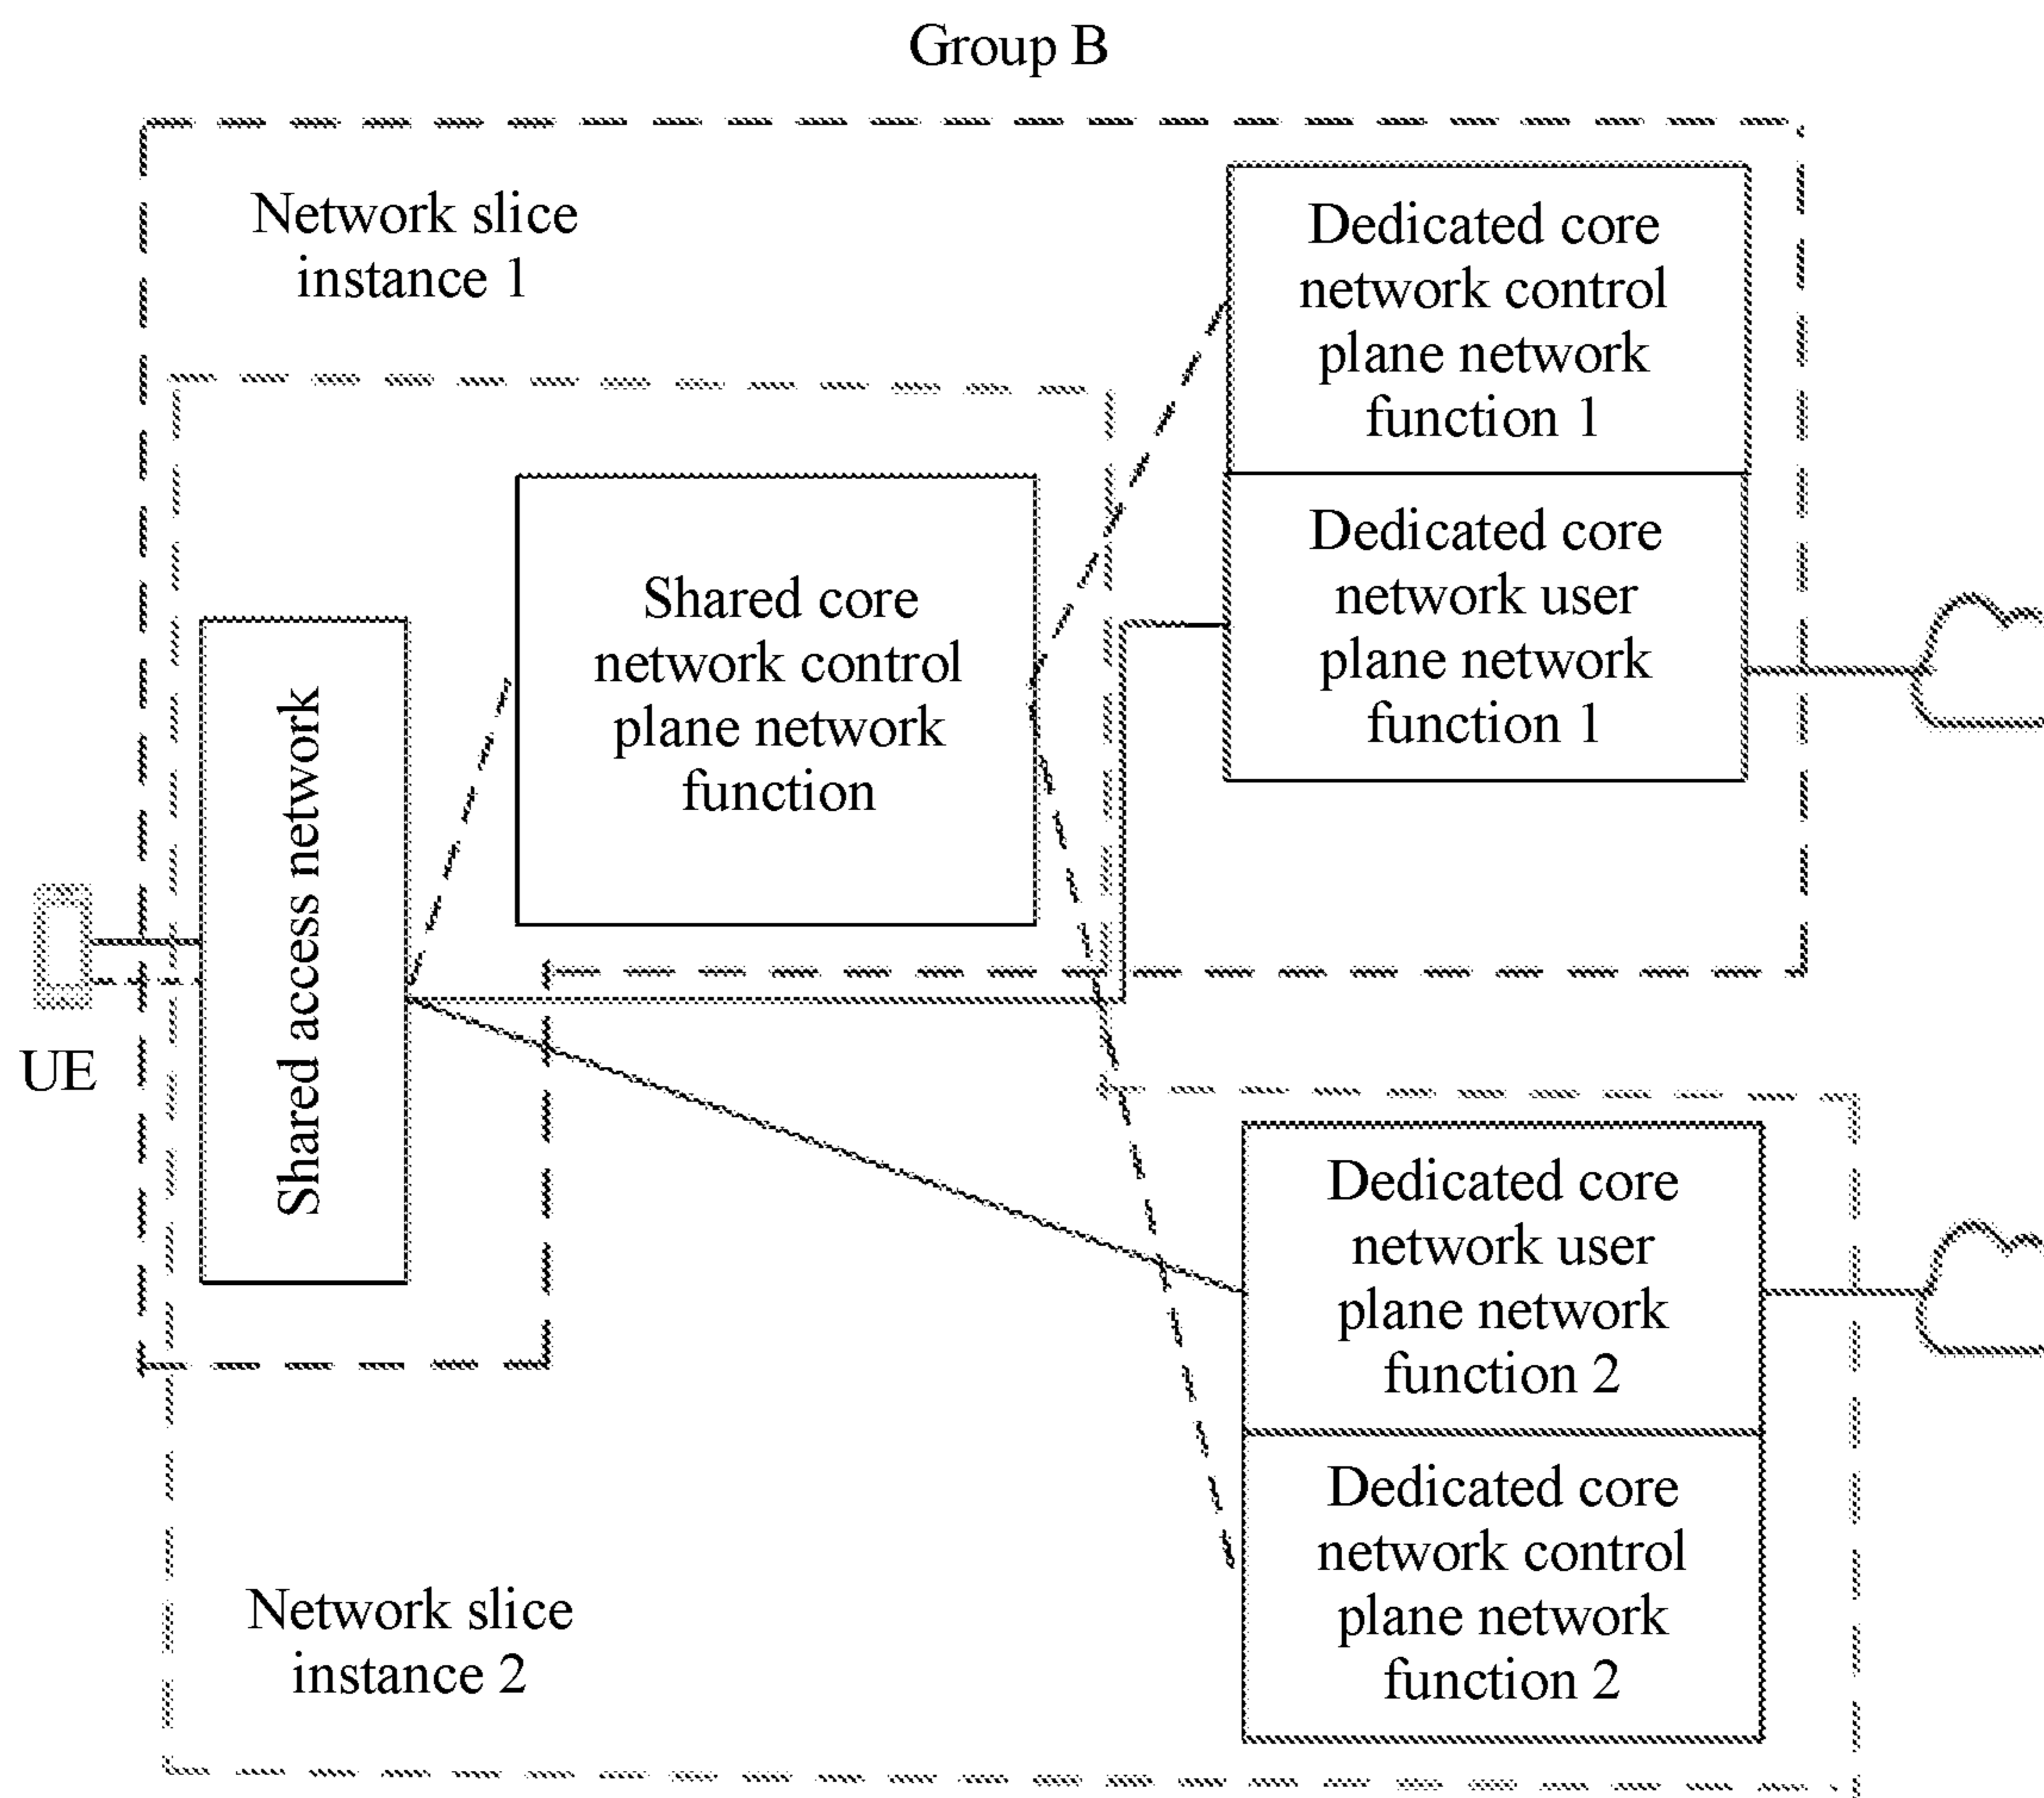 Group B
Network slice
instance 1
Dedicated core
network control
plane network
function 1
Dedicated core
network user
plane network
function 1
Shared core
network control
plane network
function
Shared access network
UE
Dedicated core
network user
plane network
function 2
Dedicated core
network control
plane network
function 2
Network slice
instance 2